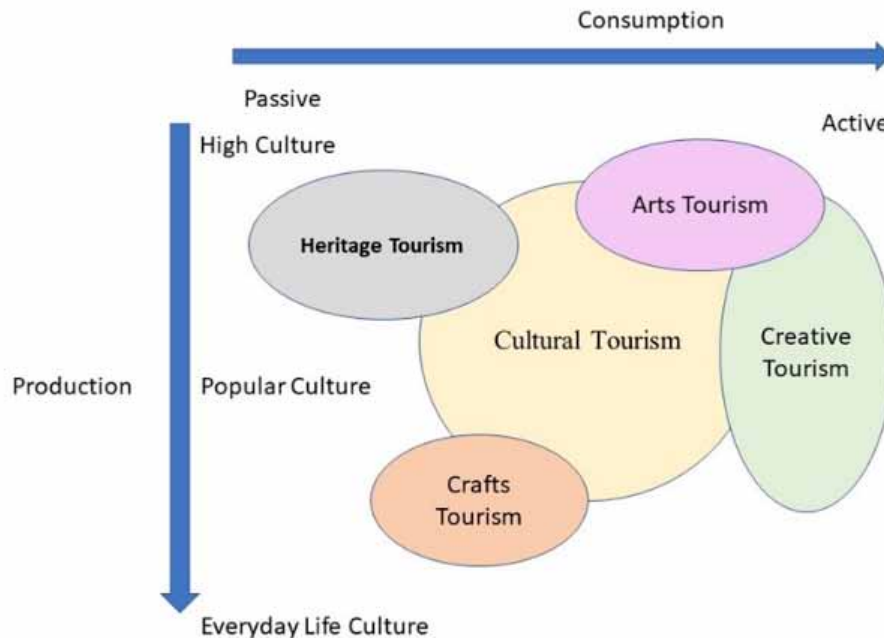 Consumption
Passive
Active
High Culture
Arts Tourism
Heritage Tourism
Cultural Tourism
Creative
Tourism
Production
Popular Culture
Crafts
Tourism
Everyday Life Culture